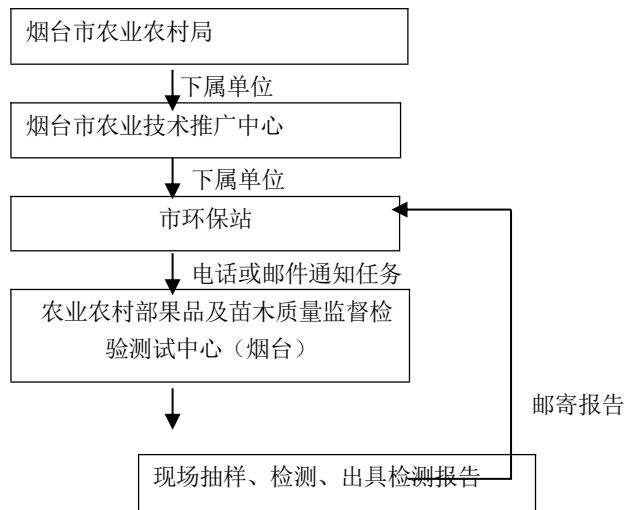 烟台市农业农村局
下属单位
烟台市农业技术推广中心
下属单位
市环保站
电话或邮件通知任务
农业农村部果品及苗木质量监督检
验测试中心（烟台）
邮寄报告
现场抽样、检测、出具检测报告